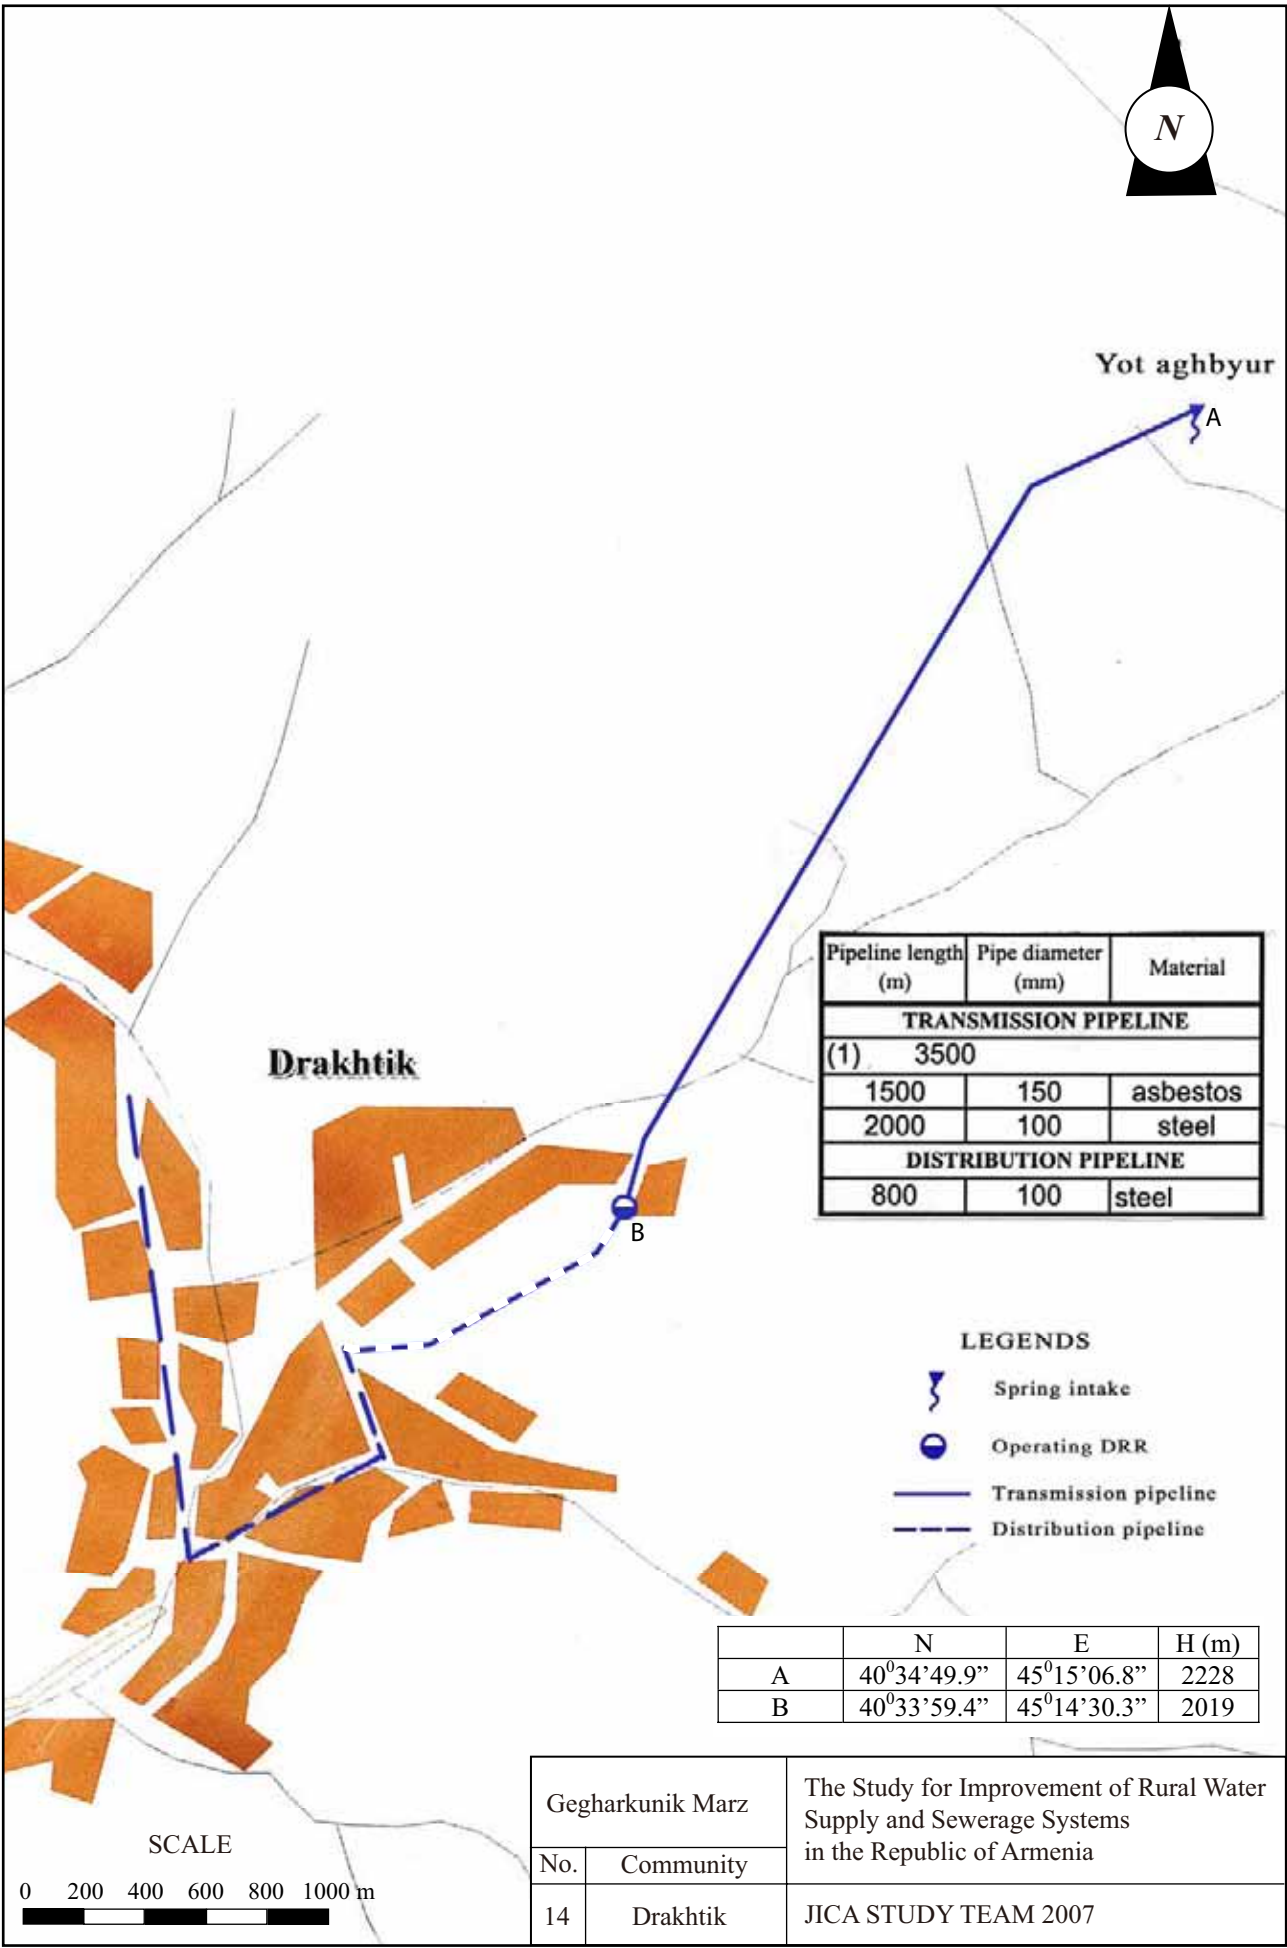 N
Yot aghbyur
A
Pipeline length (m) Pipe diameter (mm) Material
TRANSMISSION PIPELINE
(1) 3500
1500 150 asbestos
2000 100 steel
DISTRIBUTION PIPELINE
800 100 steel
Drakhtik
B
LEGENDS
Spring intake
Operating DRR
Transmission pipeline
Distribution pipeline
N E H (m)
A 40⁰34’49.9” 45⁰15’06.8” 2228
B 40⁰33’59.4” 45⁰14’30.3” 2019
Gegharkunik Marz
The Study for Improvement of Rural Water
Supply and Sewerage Systems
in the Republic of Armenia
No. Community
14 Drakhtik
JICA STUDY TEAM 2007
SCALE
0 200 400 600 800 1000 m